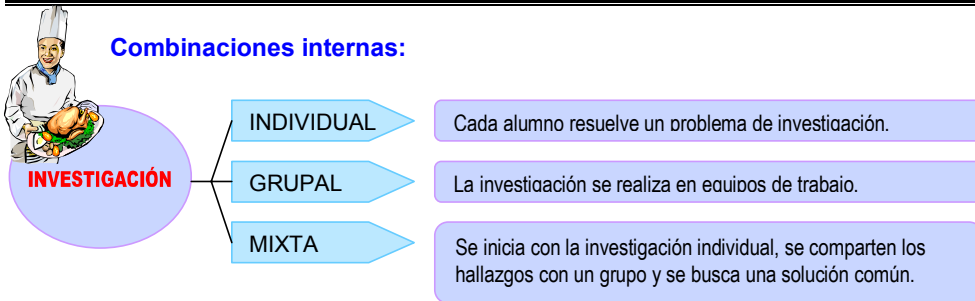 Combinaciones internas:
INVESTIGACIÓN
INDIVIDUAL
Cada alumno resuelve un problema de investigación.
GRUPAL
La investigación se realiza en equipos de trabajo.
MIXTA
Se inicia con la investigación individual, se comparten los
hallazgos con un grupo y se busca una solución común.